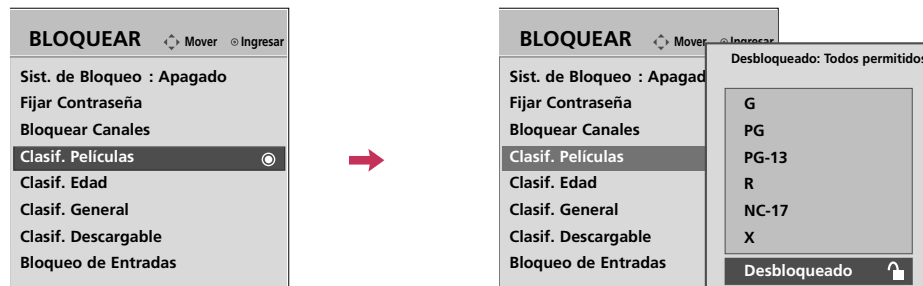 BLOQUEAR Mover Ingresar
Sist. de Bloqueo : Apagado
Fijar Contraseña
Bloquear Canales
Clasif. Películas
Clasif. Edad
Clasif. General
Clasif. Descargable
Bloqueo de Entradas
BLOQUEAR Mover Ingresar
Sist. de Bloqueo : Apagad
Fijar Contraseña
Bloquear Canales
Clasif. Películas
Clasif. Edad
Clasif. General
Clasif. Descargable
Bloqueo de Entradas
Desbloqueado: Todos permitidos
G
PG
PG-13
R
NC-17
X
Desbloqueado